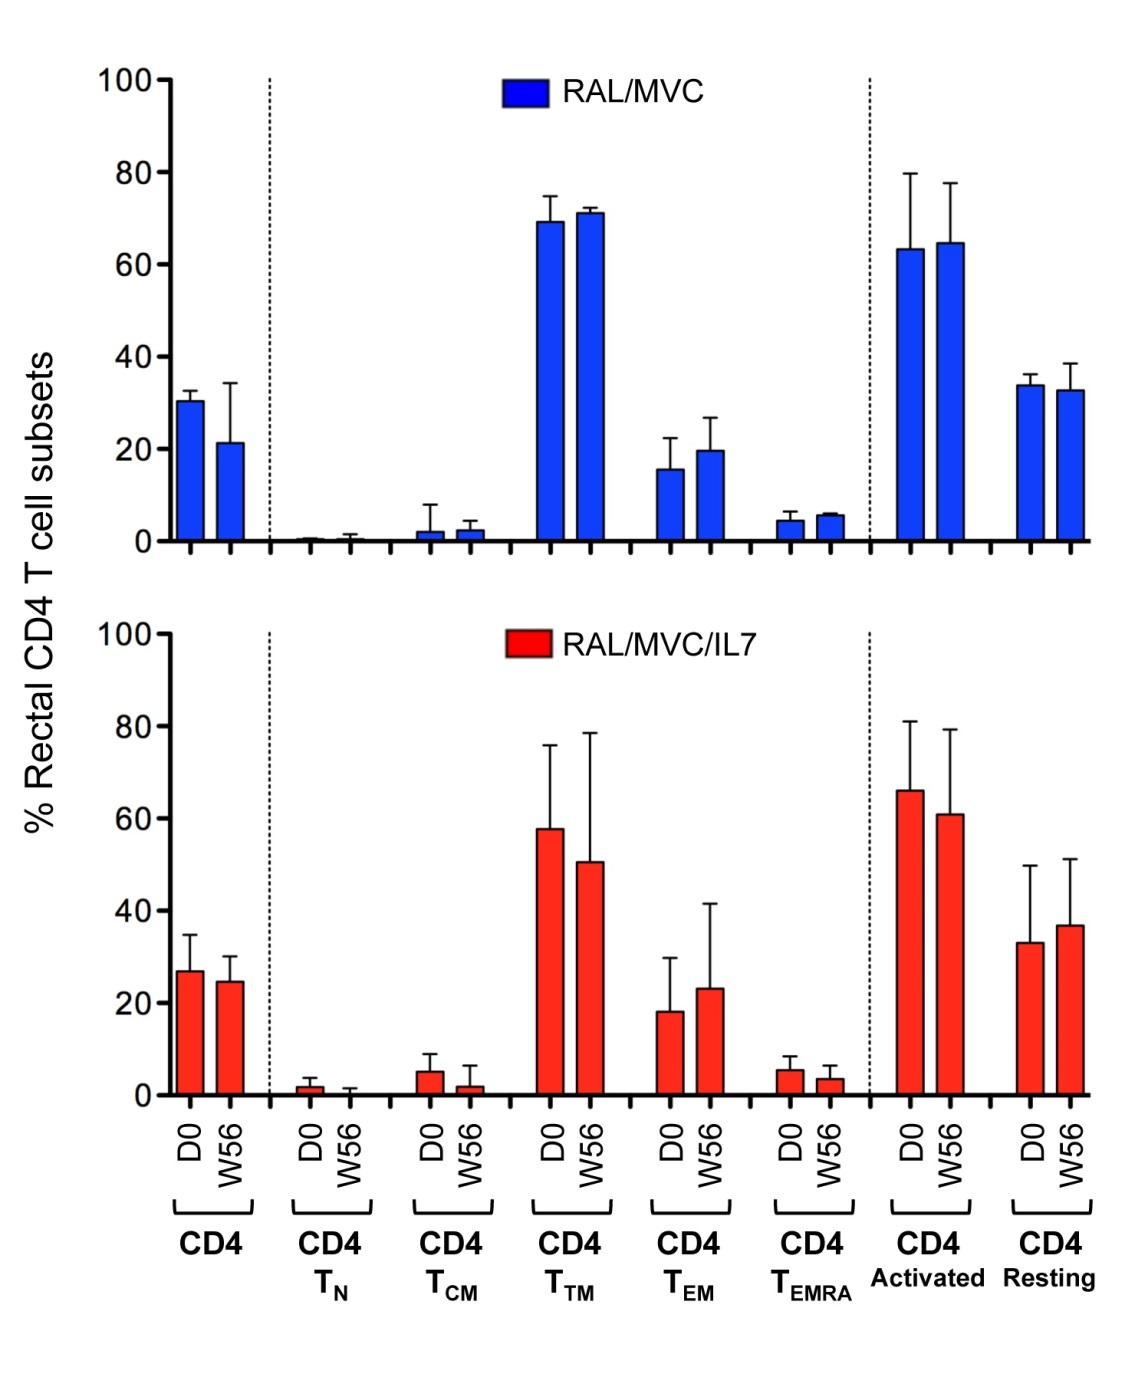 % Rectal CD4 T cell subsets
RAL/MVC
100
80
60
40
20
0
RAL/MVC/IL7
100
80
60
40
20
0
D0 W56 D0 W56 D0 W56 D0 W56 D0 W56 D0 W56 D0 W56 D0 W56
CD4 CD4 CD4 CD4 CD4 CD4 CD4 CD4
TN TCM TTM TEM TEMRA Activated Resting